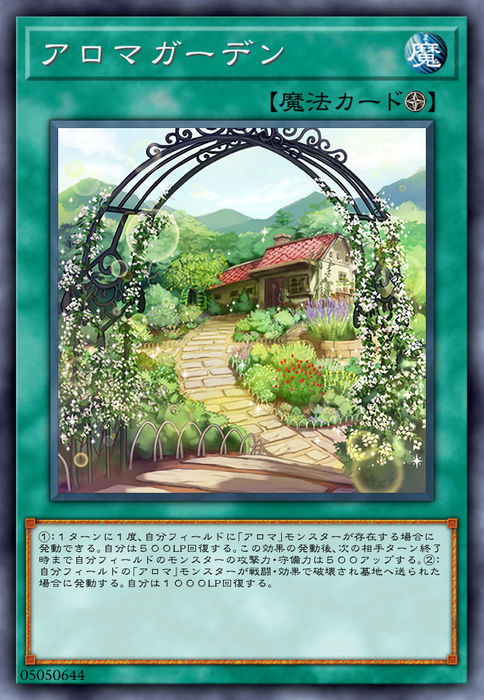 アロマガーデン
魔
【魔法カード】
①：１ターンに１度、自分フィールドに「アロマ」モンスターが存在する場合に
発動できる。自分は５００LP回復する。この効果の発動後、次の相手ターン終了
時まで自分フィールドのモンスターの攻撃力・守備力は５００アップする。②：
自分フィールドの「アロマ」モンスターが戦闘・効果で破壊され墓地へ送られた
場合に発動する。自分は１０００LP回復する。
05050644